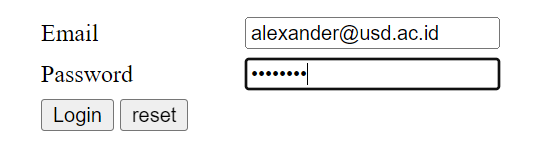 Email alexander@usd.ac.id
Password ••••••••
Login reset